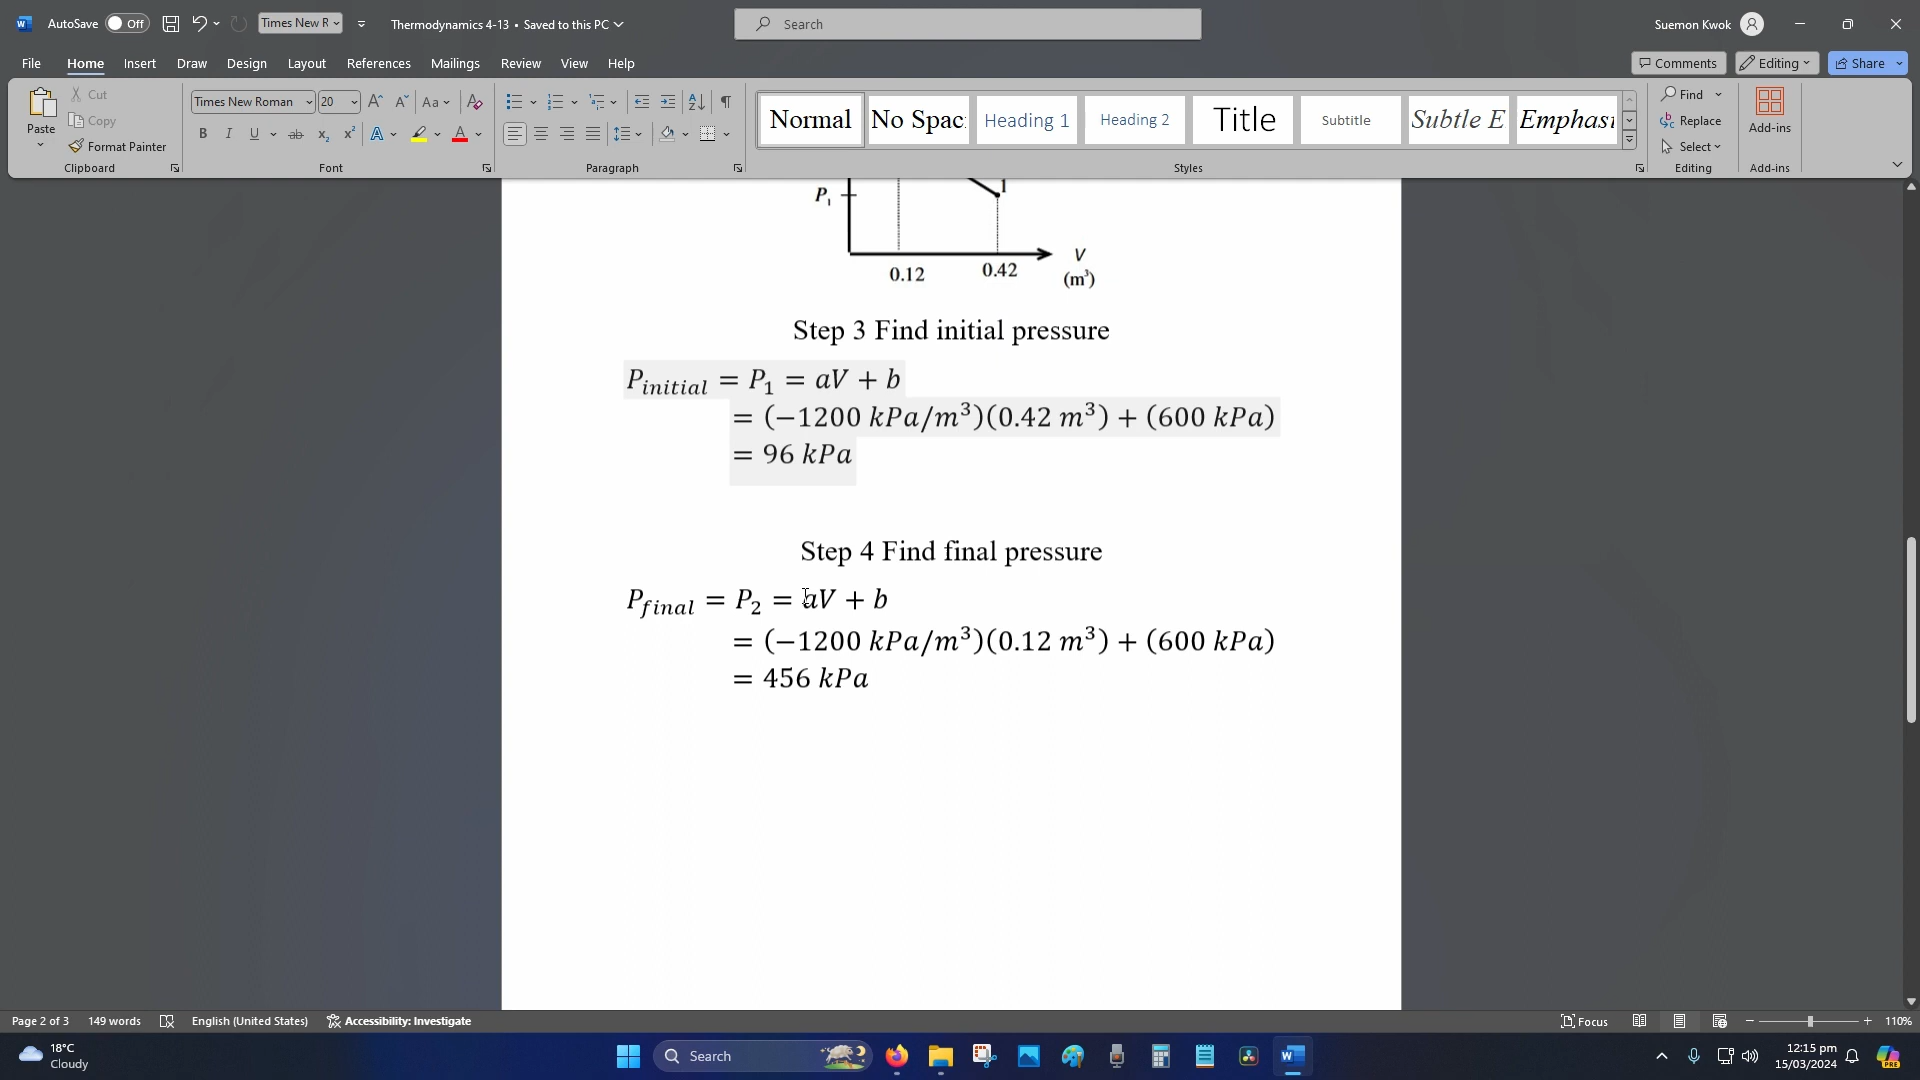 AutoSave Off Times New R Thermodynamics 4-13 • Saved to this PC Search Suemon Kwok
File Home Insert Draw Design Layout References Mailings Review View Help Comments Editing Share
Paste Cut Copy Format Painter
Times New Roman 20
Normal No Spac Heading 1 Heading 2 Title Subtitle Subtle E Emphasi
Find Replace Select Add-ins
Clipboard Font Paragraph Styles Editing Add-ins
P₁ 1
V
0.12 0.42 (m³)
Step 3 Find initial pressure
P_initial = P₁ = aV + b
= (−1200 kPa/m³)(0.42 m³) + (600 kPa)
= 96 kPa
Step 4 Find final pressure
P_final = P₂ = aV + b
= (−1200 kPa/m³)(0.12 m³) + (600 kPa)
= 456 kPa
Page 2 of 3 149 words English (United States) Accessibility: Investigate Focus 110%
18°C
Cloudy
Search
12:15 pm
15/03/2024